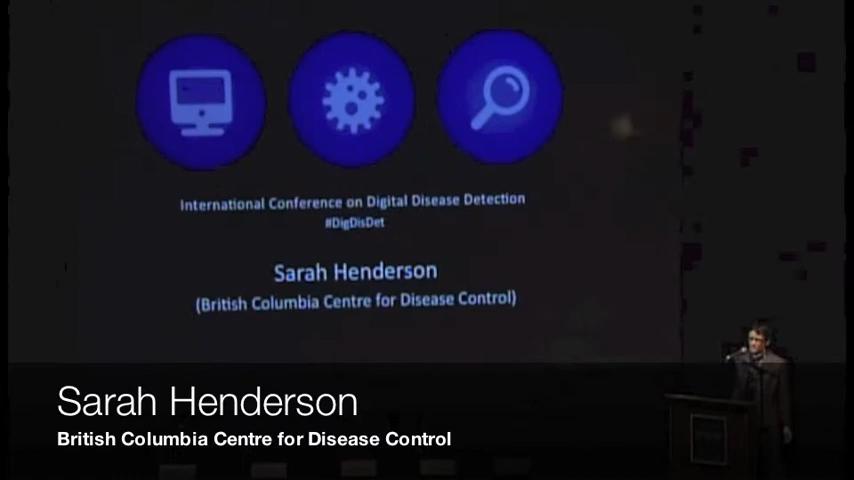 International Conference on Digital Disease Detection
#DigDisDet
Sarah Henderson
(British Columbia Centre for Disease Control)
Sarah Henderson
British Columbia Centre for Disease Control